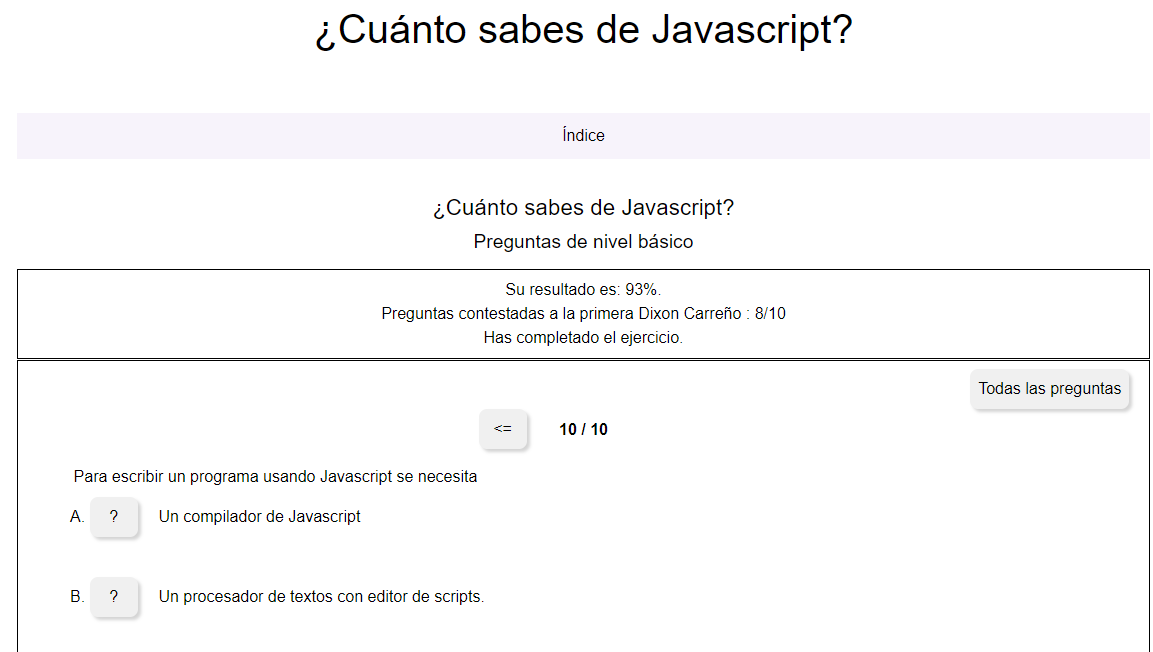 ¿Cuánto sabes de Javascript?
Índice
¿Cuánto sabes de Javascript?
Preguntas de nivel básico
Su resultado es: 93%.
Preguntas contestadas a la primera Dixon Carreño : 8/10
Has completado el ejercicio.
Todas las preguntas
<= 10 / 10
Para escribir un programa usando Javascript se necesita
A. ? Un compilador de Javascript
B. ? Un procesador de textos con editor de scripts.